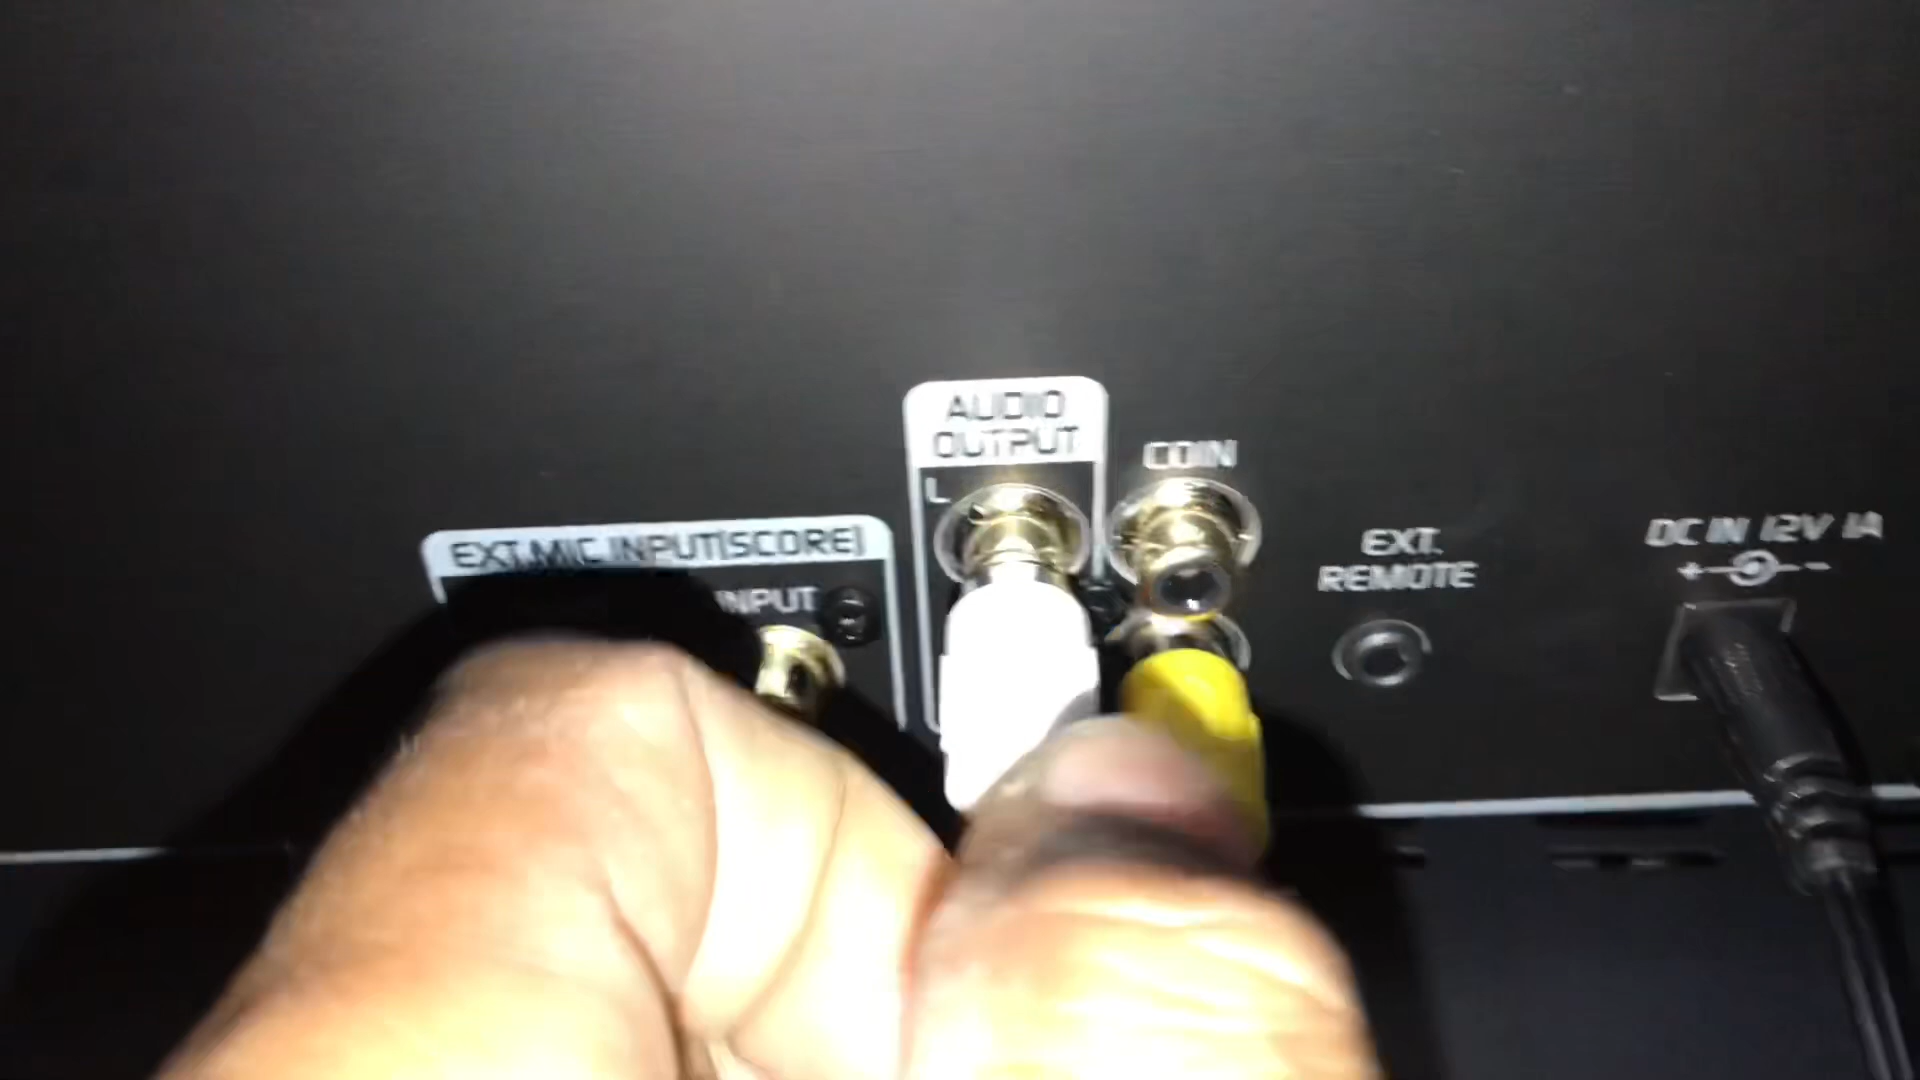 AUDIO
OUTPUT
L
COIN
EXT.MIC.INPUT(SCORE)
INPUT
EXT.
REMOTE
DC IN 12V 1A
+ -